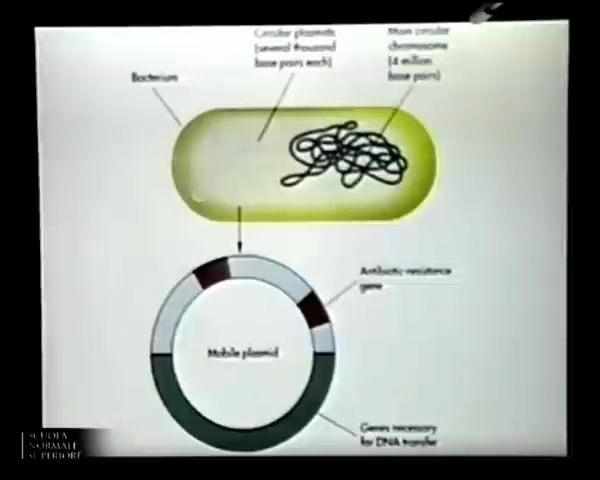 Circular plasmids
(several thousand
base pairs each)
Main circular
chromosome
(4 million
base pairs)
Bacterium
Antibiotic-resistance
gene
Mobile plasmid
Genes necessary
for DNA transfer
SCUOLA
NORMALE
SUPERIORE